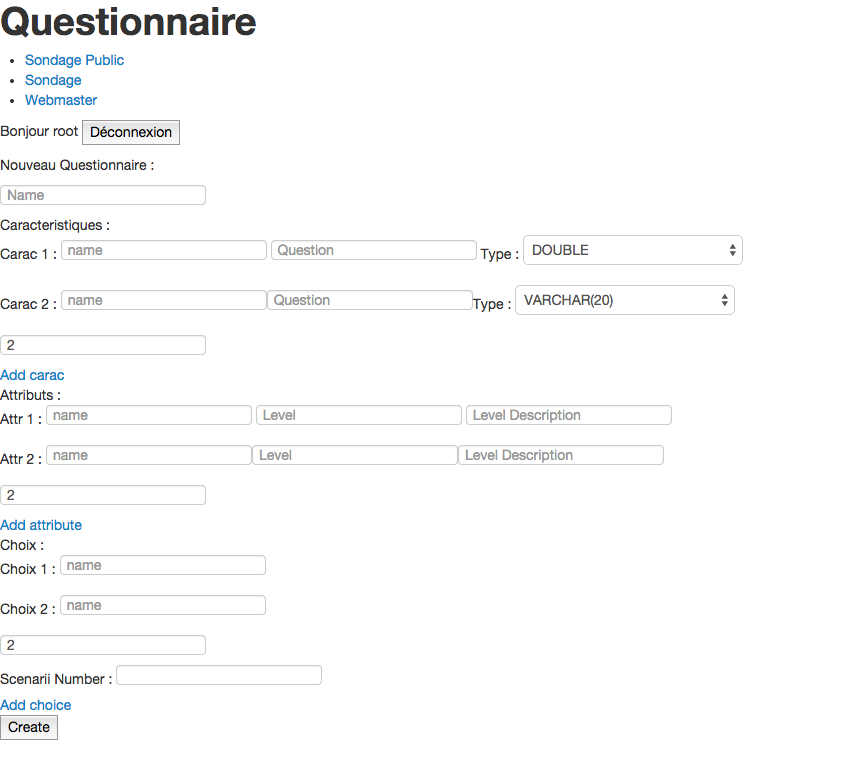 Questionnaire
Sondage Public
Sondage
Webmaster
Bonjour root Déconnexion
Nouveau Questionnaire :
Name
Caracteristiques :
Carac 1 : name Question Type : DOUBLE
Carac 2 : name Question Type : VARCHAR(20)
2
Add carac
Attributs :
Attr 1 : name Level Level Description
Attr 2 : name Level Level Description
2
Add attribute
Choix :
Choix 1 : name
Choix 2 : name
2
Scenarii Number :
Add choice
Create